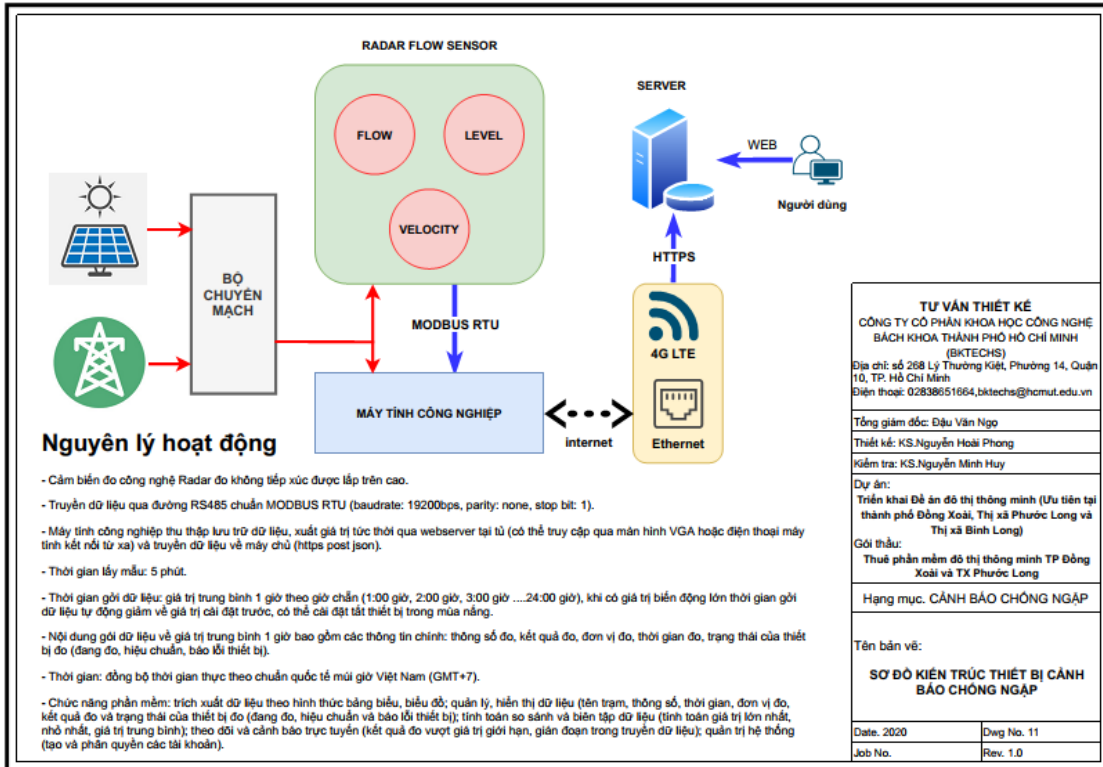 RADAR FLOW SENSOR
FLOW
LEVEL
VELOCITY
SERVER
WEB
Người dùng
HTTPS
BỘ
CHUYỂN
MẠCH
MODBUS RTU
4G LTE
Ethernet
MÁY TÍNH CÔNG NGHIỆP
internet
Nguyên lý hoạt động
- Cảm biến đo công nghệ Radar đo không tiếp xúc được lắp trên cao.
- Truyền dữ liệu qua đường RS485 chuẩn MODBUS RTU (baudrate: 19200bps, parity: none, stop bit: 1).
- Máy tính công nghiệp thu thập lưu trữ dữ liệu, xuất giá trị tức thời qua webserver tại tủ (có thể truy cập qua màn hình VGA hoặc điện thoại máy
tính kết nối từ xa) và truyền dữ liệu về máy chủ (https post json).
- Thời gian lấy mẫu: 5 phút.
- Thời gian gởi dữ liệu: giá trị trung bình 1 giờ theo giờ chẵn (1:00 giờ, 2:00 giờ, 3:00 giờ ....24:00 giờ), khi có giá trị biến động lớn thời gian gởi
dữ liệu tự động giảm về giá trị cài đặt trước, có thể cài đặt tắt thiết bị trong mùa nắng.
- Nội dung gói dữ liệu về giá trị trung bình 1 giờ bao gồm các thông tin chính: thông số đo, kết quả đo, đơn vị đo, thời gian đo, trạng thái của thiết
bị đo (đang đo, hiệu chuẩn, báo lỗi thiết bị).
- Thời gian: đồng bộ thời gian thực theo chuẩn quốc tế múi giờ Việt Nam (GMT+7).
- Chức năng phần mềm: trích xuất dữ liệu theo hình thức bảng biểu, biểu đồ; quản lý, hiển thị dữ liệu (tên trạm, thông số, thời gian, đơn vị đo,
kết quả đo và trạng thái của thiết bị đo (đang đo, hiệu chuẩn và báo lỗi thiết bị); tính toán so sánh và biên tập dữ liệu (tính toán giá trị lớn nhất,
nhỏ nhất, giá trị trung bình); theo dõi và cảnh báo trực tuyến (kết quả đo vượt giá trị giới hạn, gián đoạn trong truyền dữ liệu); quản trị hệ thống
(tạo và phân quyền các tài khoản).
TƯ VẤN THIẾT KẾ
CÔNG TY CỔ PHẦN KHOA HỌC CÔNG NGHỆ
BÁCH KHOA THÀNH PHỐ HỒ CHÍ MINH
(BKTECHS)
Địa chỉ: số 268 Lý Thường Kiệt, Phường 14, Quận
10, TP. Hồ Chí Minh
Điện thoại: 02838651664,bktechs@hcmut.edu.vn
Tổng giám đốc: Đậu Văn Ngọ
Thiết kế: KS.Nguyễn Hoài Phong
Kiểm tra: KS.Nguyễn Minh Huy
Dự án:
Triển khai Đề án đô thị thông minh (Ưu tiên tại
thành phố Đồng Xoài, Thị xã Phước Long và
Thị xã Bình Long)
Gói thầu:
Thuê phần mềm đô thị thông minh TP Đồng
Xoài và TX Phước Long
Hạng mục. CẢNH BÁO CHỐNG NGẬP
Tên bản vẽ:
SƠ ĐỒ KIẾN TRÚC THIẾT BỊ CẢNH
BÁO CHỐNG NGẬP
Date. 2020
Dwg No. 11
Job No.
Rev. 1.0